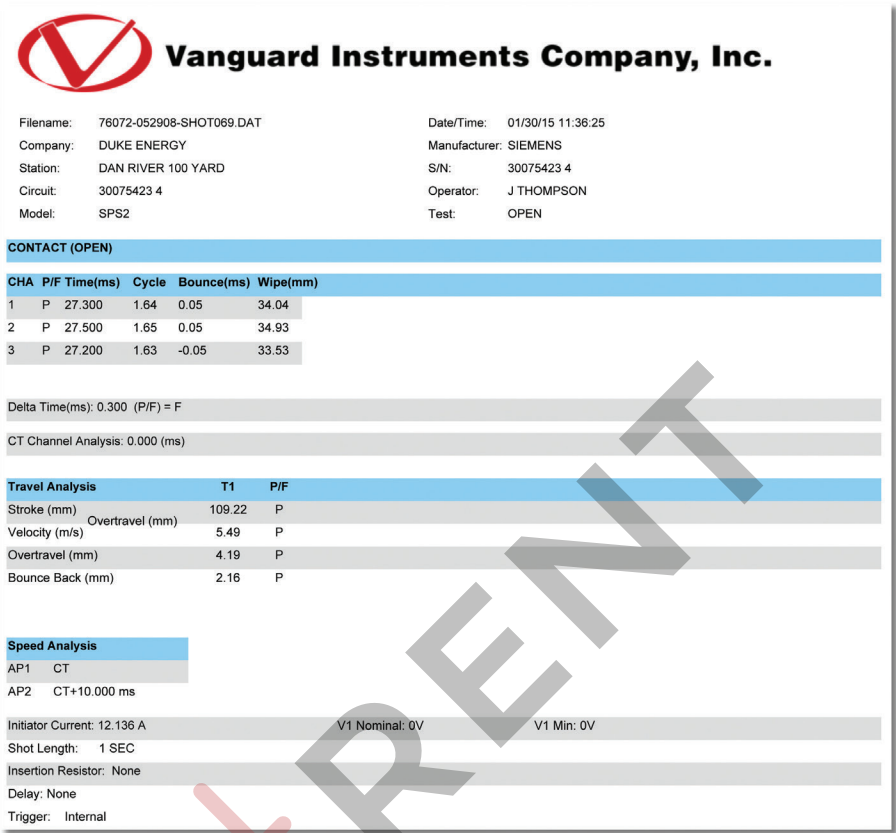 Vanguard Instruments Company, Inc.
Filename: 76072-052908-SHOT069.DAT Date/Time: 01/30/15 11:36:25
Company: DUKE ENERGY Manufacturer: SIEMENS
Station: DAN RIVER 100 YARD S/N: 30075423 4
Circuit: 30075423 4 Operator: J THOMPSON
Model: SPS2 Test: OPEN
CONTACT (OPEN)
CHA P/F Time(ms) Cycle Bounce(ms) Wipe(mm)
1 P 27.300 1.64 0.05 34.04
2 P 27.500 1.65 0.05 34.93
3 P 27.200 1.63 -0.05 33.53
Delta Time(ms): 0.300 (P/F) = F
CT Channel Analysis: 0.000 (ms)
Travel Analysis T1 P/F
Stroke (mm) 109.22 P
Overtravel (mm)
Velocity (m/s) 5.49 P
Overtravel (mm) 4.19 P
Bounce Back (mm) 2.16 P
Speed Analysis
AP1 CT
AP2 CT+10.000 ms
Initiator Current: 12.136 A V1 Nominal: 0V V1 Min: 0V
Shot Length: 1 SEC
Insertion Resistor: None
Delay: None
Trigger: Internal
RENT